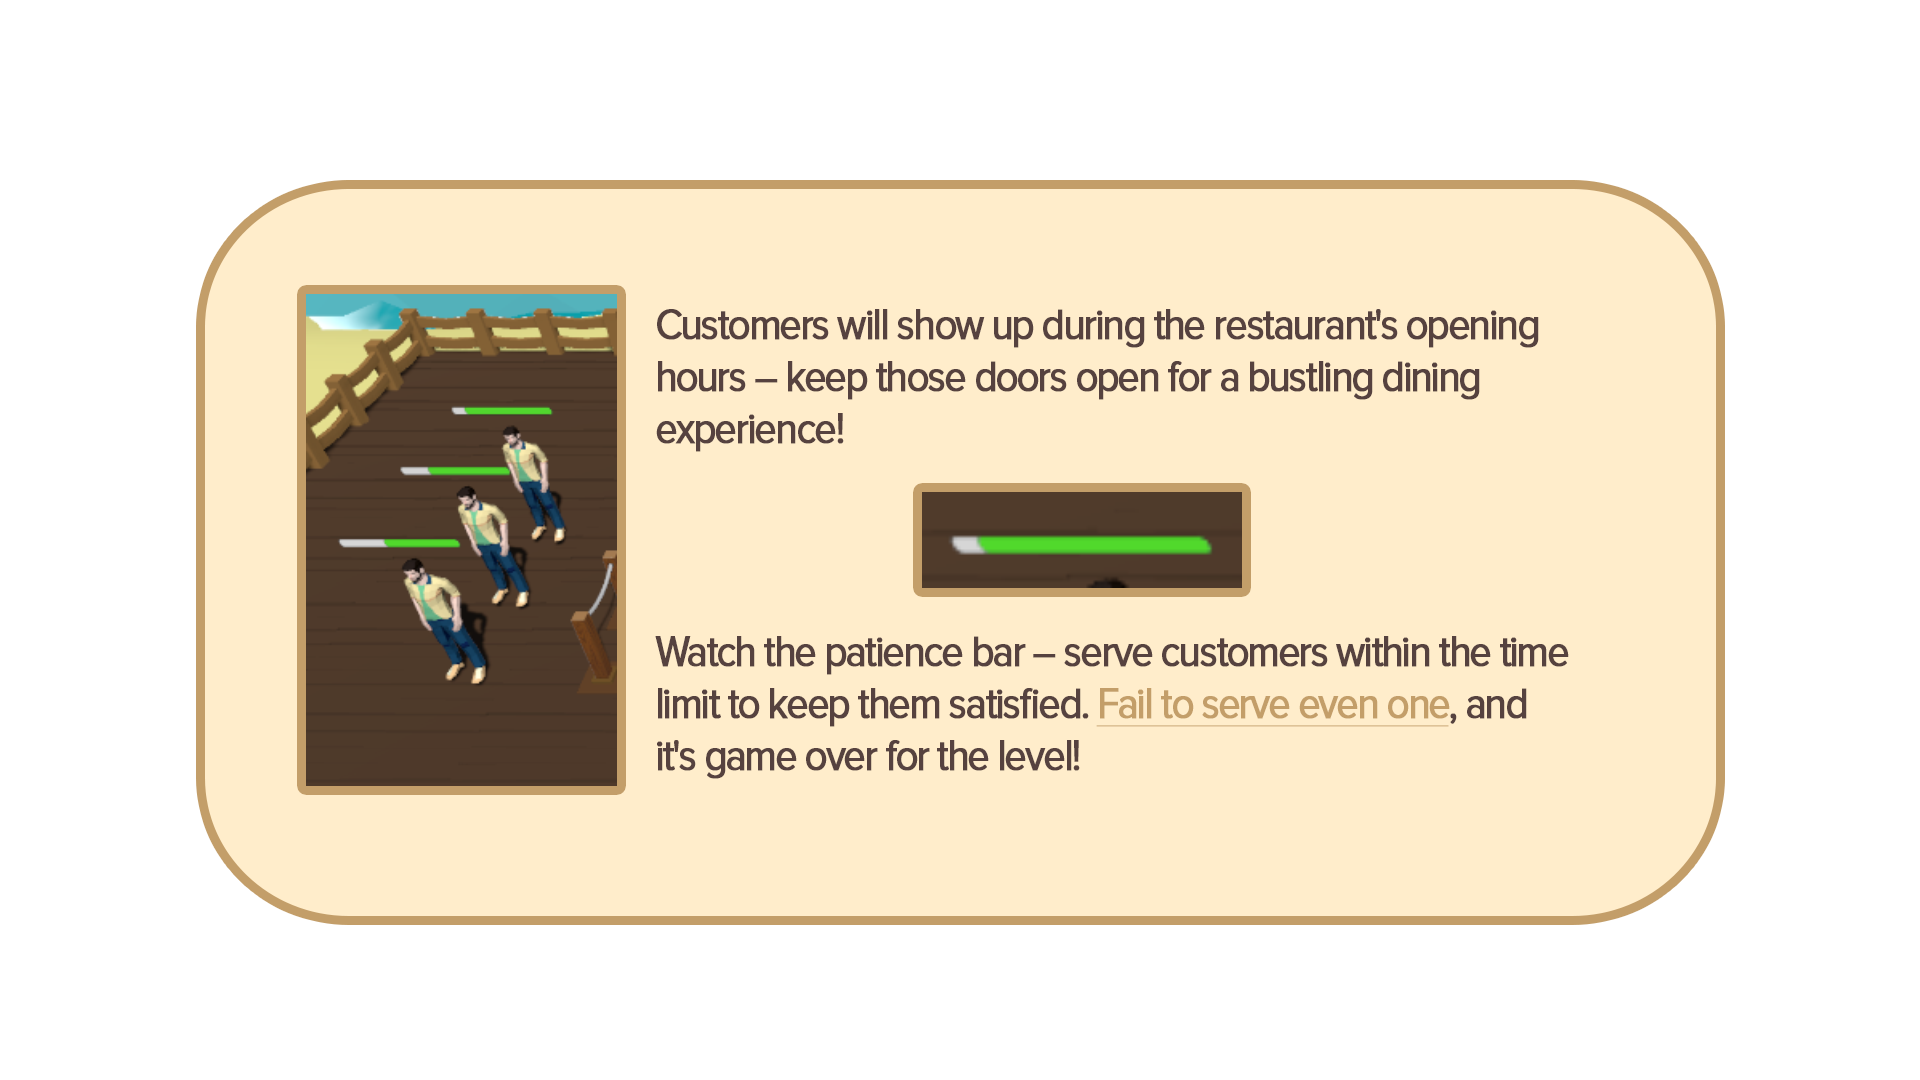 Customers will show up during the restaurant's opening
hours – keep those doors open for a bustling dining
experience!
Watch the patience bar – serve customers within the time
limit to keep them satisfied. Fail to serve even one, and
it's game over for the level!